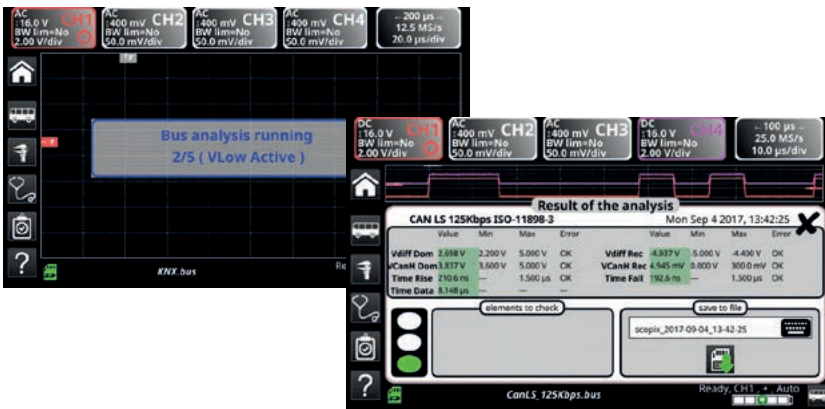 AC CH1
:16.0 V
BW lim=No
2.00 V/div
AC
:400 mV CH2
BW lim=No
50.0 mV/div
AC
:400 mV CH3
BW lim=No
50.0 mV/div
AC
:400 mV CH4
BW lim=No
50.0 mV/div
←200 µs→
12.5 MS/s
20.0 µs/div
Bus analysis running
2/5 ( VLow Active )
?
KNX.bus
Re
DC
:16.0 V CH1
BW lim=No
2.00 V/div
AC
:400 mV CH2
BW lim=No
50.0 mV/div
AC
:400 mV CH3
BW lim=No
50.0 mV/div
DC
:16.0 V CH4
BW lim=No
2.00 V/div
←100 µs→
25.0 MS/s
10.0 µs/div
Result of the analysis
CAN LS 125Kbps ISO-11898-3 Mon Sep 4 2017, 13:42:25
Value Min Max Error Value Min Max Error
Vdiff Dom 2.698 V 2.200 V 5.000 V OK Vdiff Rec -4.937 V -5.000 V -4.400 V OK
VCanH Dom 3.837 V 3.600 V 5.000 V OK VCanH Rec 4.945 mV 0.000 V 300.0 mV OK
Time Rise 210.6 ns — 1.500 µs OK Time Fall 192.6 ns — 1.500 µs OK
Time Data 8.148 µs — — —
elements to check
save to file
scopix_2017-09-04_13-42-25
?
CanLS_125Kbps.bus
Ready, CH1 , + , Auto